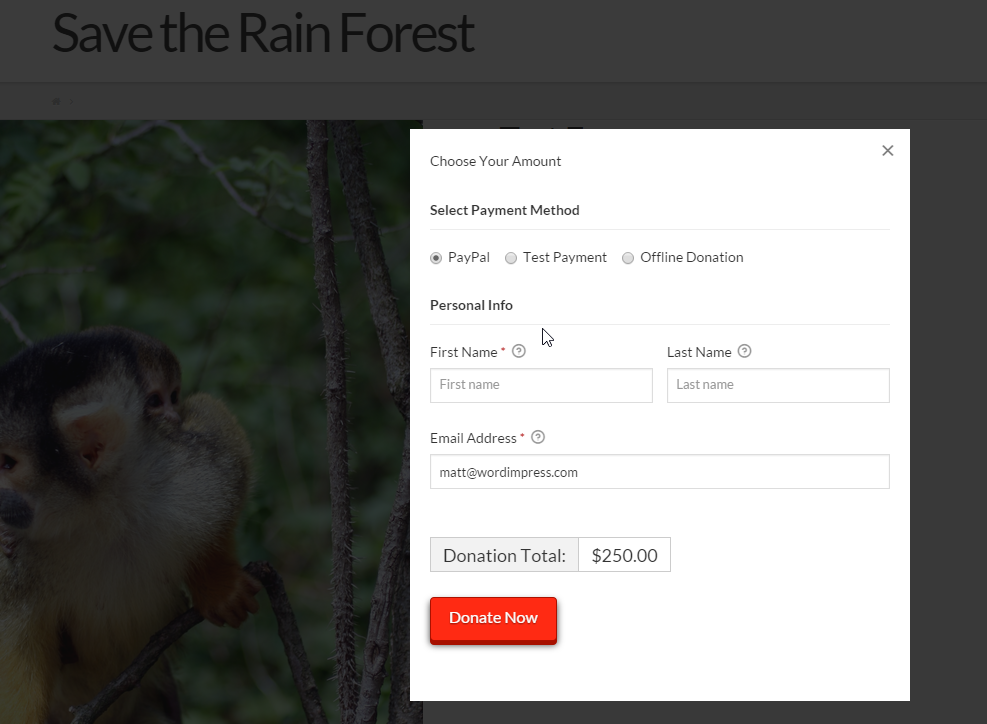 Save the Rain Forest
Choose Your Amount
Select Payment Method
PayPal Test Payment Offline Donation
Personal Info
First Name * Last Name
First name Last name
Email Address *
matt@wordimpress.com
Donation Total: $250.00
Donate Now